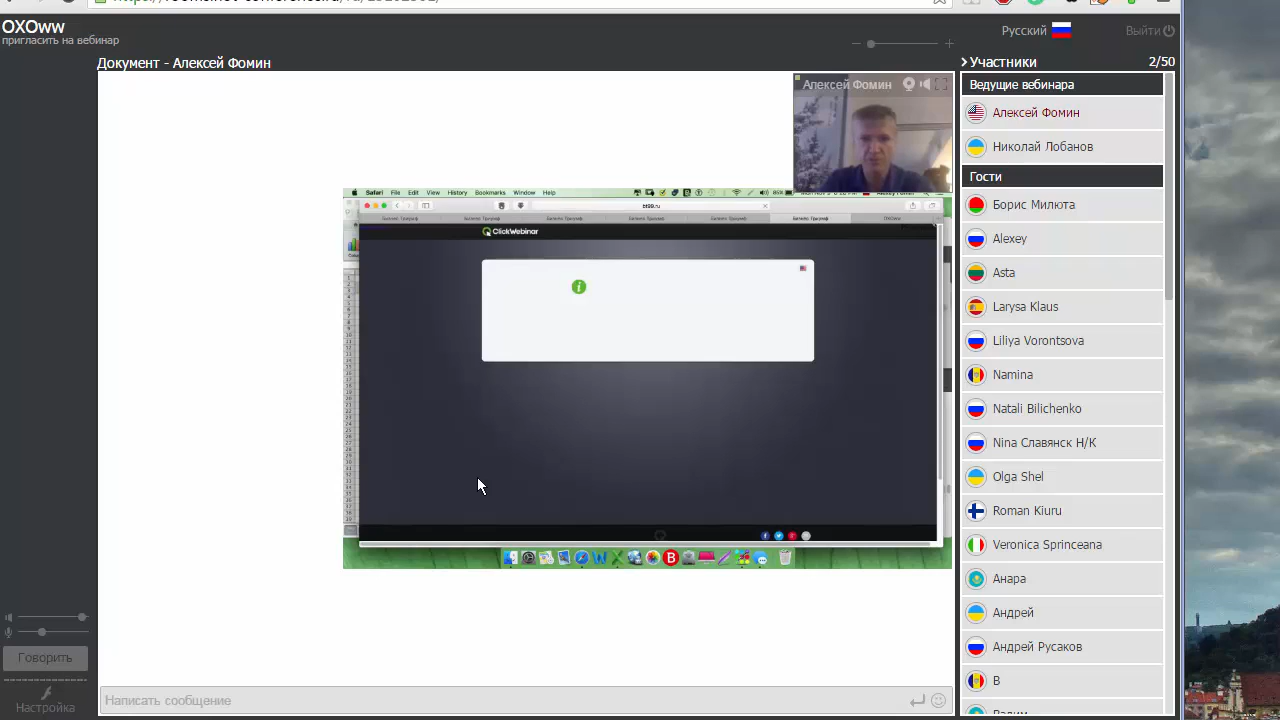 OXOww
пригласить на вебинар
Русский
Выйти
Документ - Алексей Фомин
Участники 2/50
Ведущие вебинара
Алексей Фомин
Алексей Фомин
Николай Лобанов
Гости
Борис Милюта
Alexey
Asta
Larysa Klaus
Liliya Vorontsova
Namina
Natali Bilichenko
Nina Славянск Н/К
Olga Shel
Roman Kiuru
Veronica Sprinceana
Анара
Андрей
Андрей Русаков
В
Safari File Edit View History Bookmarks Window Help
bt99.ru
OXOww
ClickWebinar
Говорить
Настройка
Написать сообщение